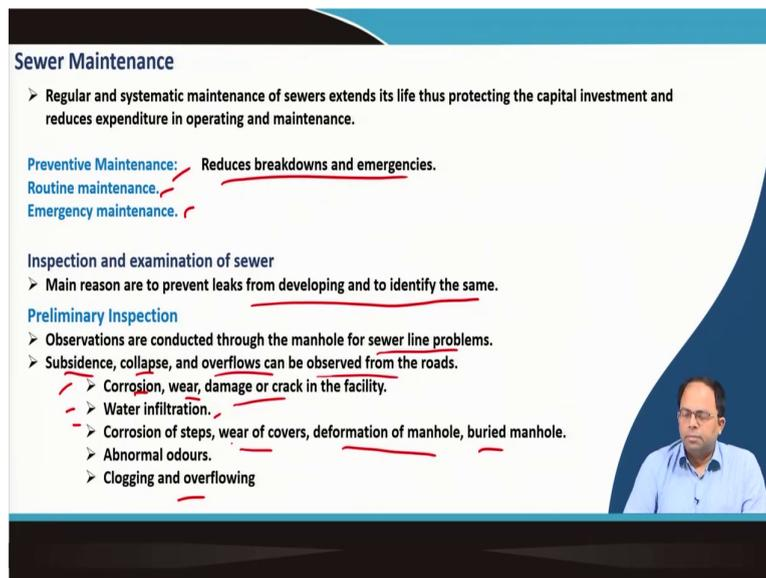 Sewer Maintenance
➢ Regular and systematic maintenance of sewers extends its life thus protecting the capital investment and
reduces expenditure in operating and maintenance.
Preventive Maintenance: Reduces breakdowns and emergencies.
Routine maintenance.
Emergency maintenance.
Inspection and examination of sewer
➢ Main reason are to prevent leaks from developing and to identify the same.
Preliminary Inspection
➢ Observations are conducted through the manhole for sewer line problems.
➢ Subsidence, collapse, and overflows can be observed from the roads.
➢ Corrosion, wear, damage or crack in the facility.
➢ Water infiltration.
➢ Corrosion of steps, wear of covers, deformation of manhole, buried manhole.
➢ Abnormal odours.
➢ Clogging and overflowing